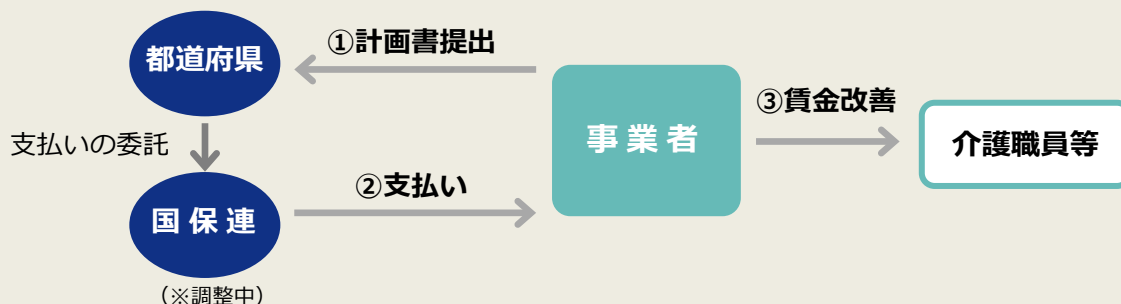 ①計画書提出
都道府県
③賃金改善
事業者
支払いの委託
介護職員等
②支払い
国保連
（※調整中）